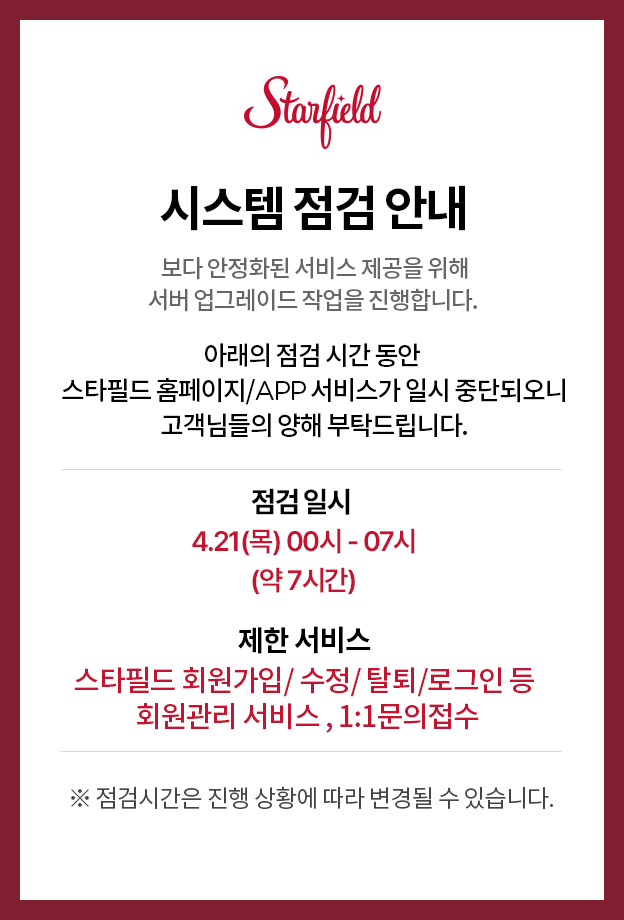 Starfield
시스템 점검 안내
보다 안정화된 서비스 제공을 위해
서버 업그레이드 작업을 진행합니다.
아래의 점검 시간 동안
스타필드 홈페이지/APP 서비스가 일시 중단되오니
고객님들의 양해 부탁드립니다.
점검 일시
4.21(목) 00시 - 07시
(약 7시간)
제한 서비스
스타필드 회원가입/ 수정/ 탈퇴/로그인 등
회원관리 서비스 , 1:1문의접수
※ 점검시간은 진행 상황에 따라 변경될 수 있습니다.